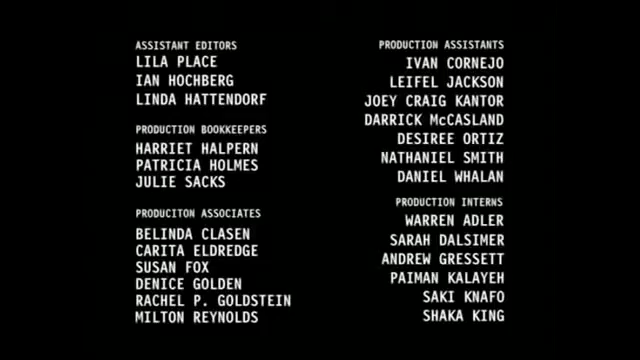 ASSISTANT EDITORS
LILA PLACE
IAN HOCHBERG
LINDA HATTENDORF
PRODUCTION BOOKKEEPERS
HARRIET HALPERN
PATRICIA HOLMES
JULIE SACKS
PRODUCITON ASSOCIATES
BELINDA CLASEN
CARITA ELDREDGE
SUSAN FOX
DENICE GOLDEN
RACHEL P. GOLDSTEIN
MILTON REYNOLDS
PRODUCTION ASSISTANTS
IVAN CORNEJO
LEIFEL JACKSON
JOEY CRAIG KANTOR
DARRICK McCASLAND
DESIREE ORTIZ
NATHANIEL SMITH
DANIEL WHALAN
PRODUCTION INTERNS
WARREN ADLER
SARAH DALSIMER
ANDREW GRESSETT
PAIMAN KALAYEH
SAKI KNAFO
SHAKA KING